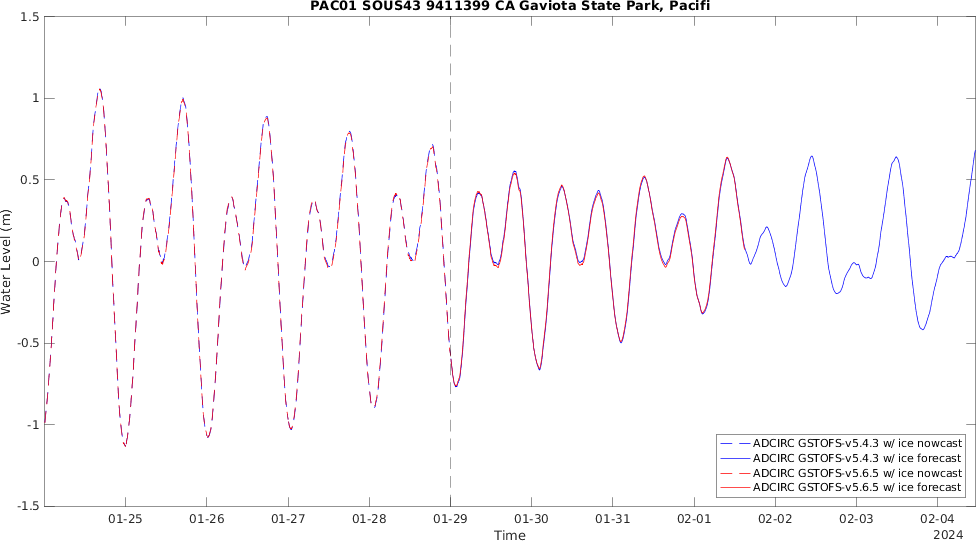 PAC01 SOUS43 9411399 CA Gaviota State Park, Pacifi
1.5
1
0.5
0
-0.5
-1
-1.5
Water Level (m)
ADCIRC GSTOFS-v5.4.3 w/ ice nowcast
ADCIRC GSTOFS-v5.4.3 w/ ice forecast
ADCIRC GSTOFS-v5.6.5 w/ ice nowcast
ADCIRC GSTOFS-v5.6.5 w/ ice forecast
01-25 01-26 01-27 01-28 01-29 01-30 01-31 02-01 02-02 02-03 02-04
Time
2024